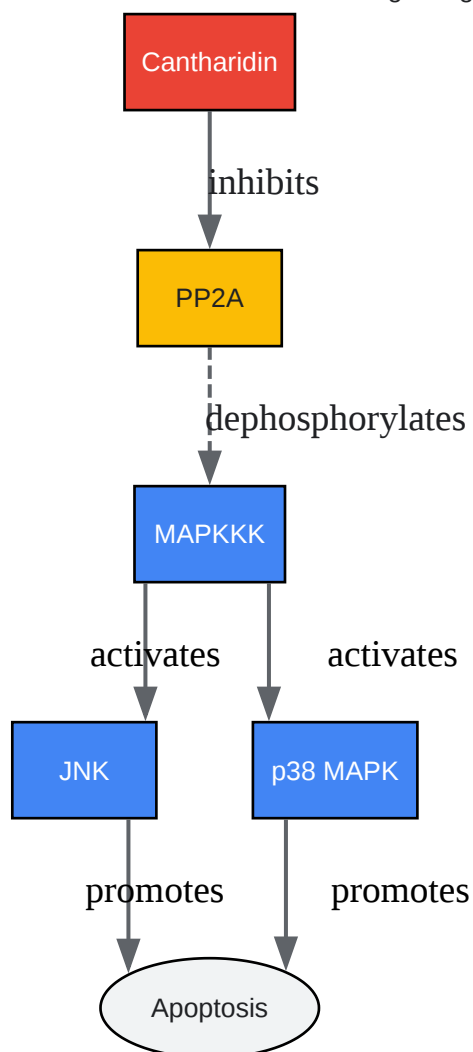 Cantharidin
inhibits
PP2A
dephosphorylates
MAPKKK
activates activates
JNK p38 MAPK
promotes promotes
Apoptosis